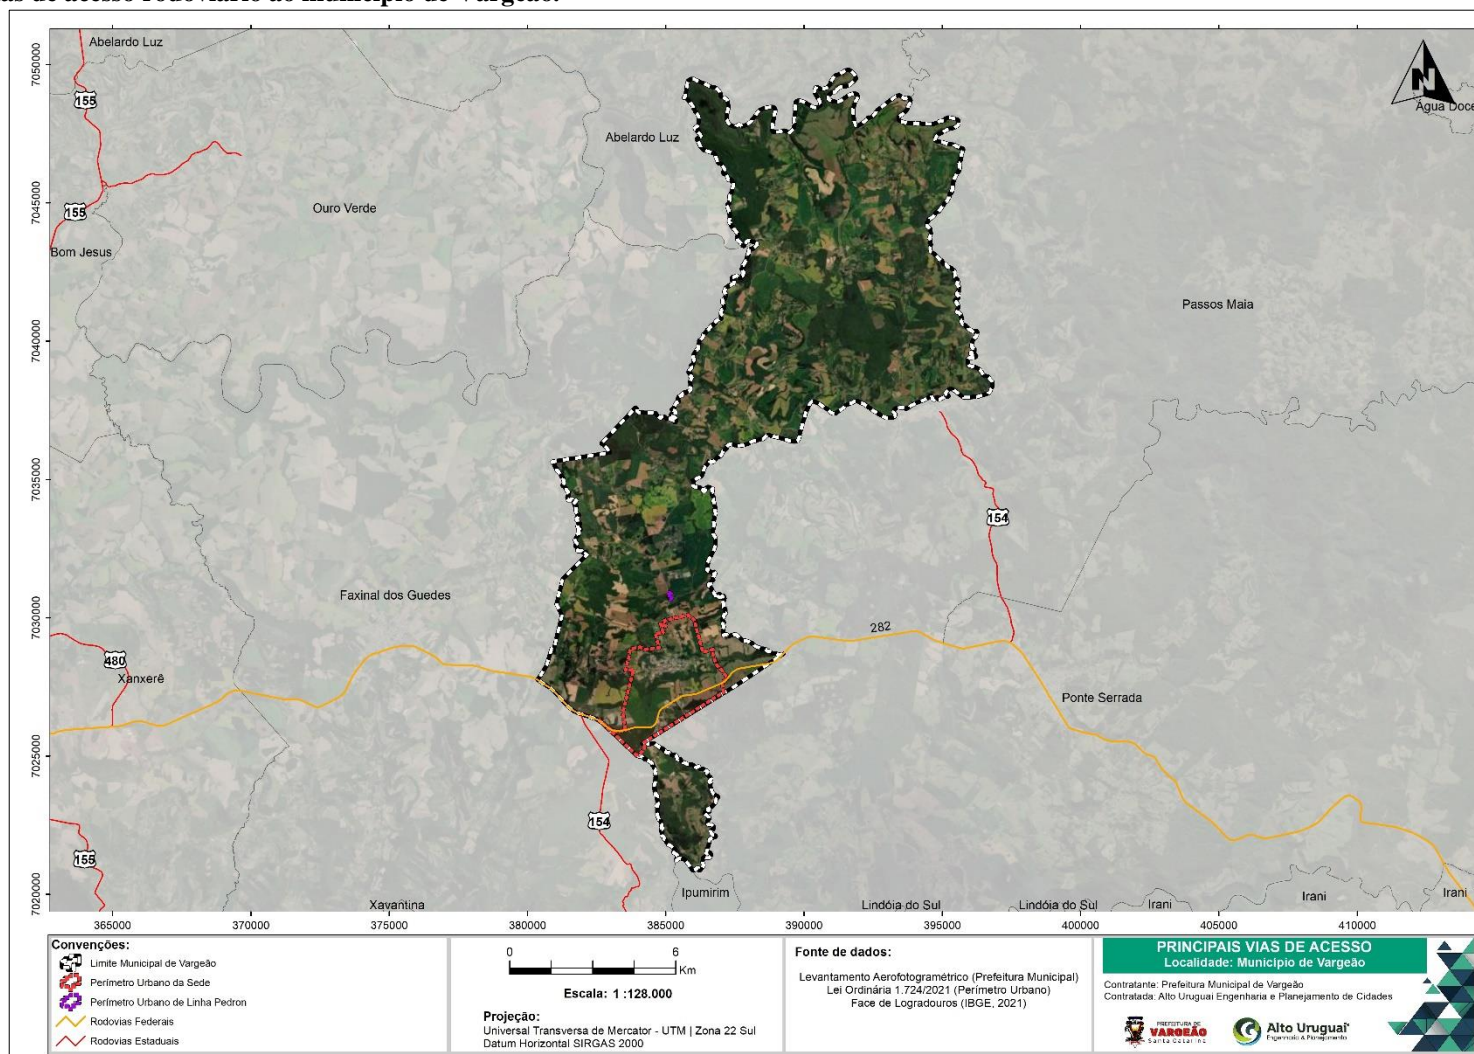 as de acesso rodoviário ao município de Vargeão.
Abelardo Luz
N
155
Água Doce
Abelardo Luz
Ouro Verde
155
Bom Jesus
Passos Maia
154
Faxinal dos Guedes
282
480
Xanxerê
Ponte Serrada
154
155
Ipumirim
Xavantina
Lindóia do Sul
Lindóia do Sul
Irani
Irani
Irani
7050000
7045000
7040000
7035000
7030000
7025000
7020000
365000 370000 375000 380000 385000 390000 395000 400000 405000 410000
Convenções:
Limite Municipal de Vargeão
Perímetro Urbano da Sede
Perímetro Urbano de Linha Pedron
Rodovias Federais
Rodovias Estaduais
0 6
Km
Escala: 1 :128.000
Projeção:
Universal Transversa de Mercator - UTM | Zona 22 Sul
Datum Horizontal SIRGAS 2000
Fonte de dados:
Levantamento Aerofotogramétrico (Prefeitura Municipal)
Lei Ordinária 1.724/2021 (Perímetro Urbano)
Face de Logradouros (IBGE, 2021)
PRINCIPAIS VIAS DE ACESSO
Localidade: Município de Vargeão
Contratante: Prefeitura Municipal de Vargeão
Contratada: Alto Uruguai Engenharia e Planejamento de Cidades
PREFEITURA DE
VARGEÃO
Santa Catarina
Alto Uruguai
Engenharia & Planejamento